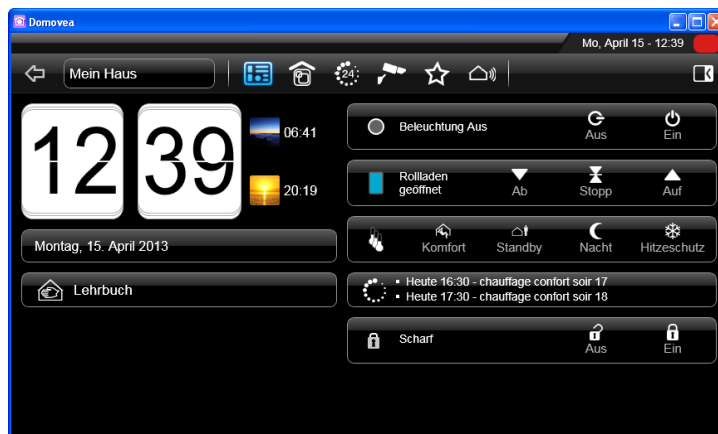 Domovea
Mo, April 15 - 12:39
Mein Haus
24
12 39
06:41
20:19
Montag, 15. April 2013
Lehrbuch
Beleuchtung Aus
Aus
Ein
Rollladen
geöffnet
Ab
Stopp
Auf
Komfort
Standby
Nacht
Hitzeschutz
Heute 16:30 - chauffage confort soir 17
Heute 17:30 - chauffage confort soir 18
Scharf
Aus
Ein